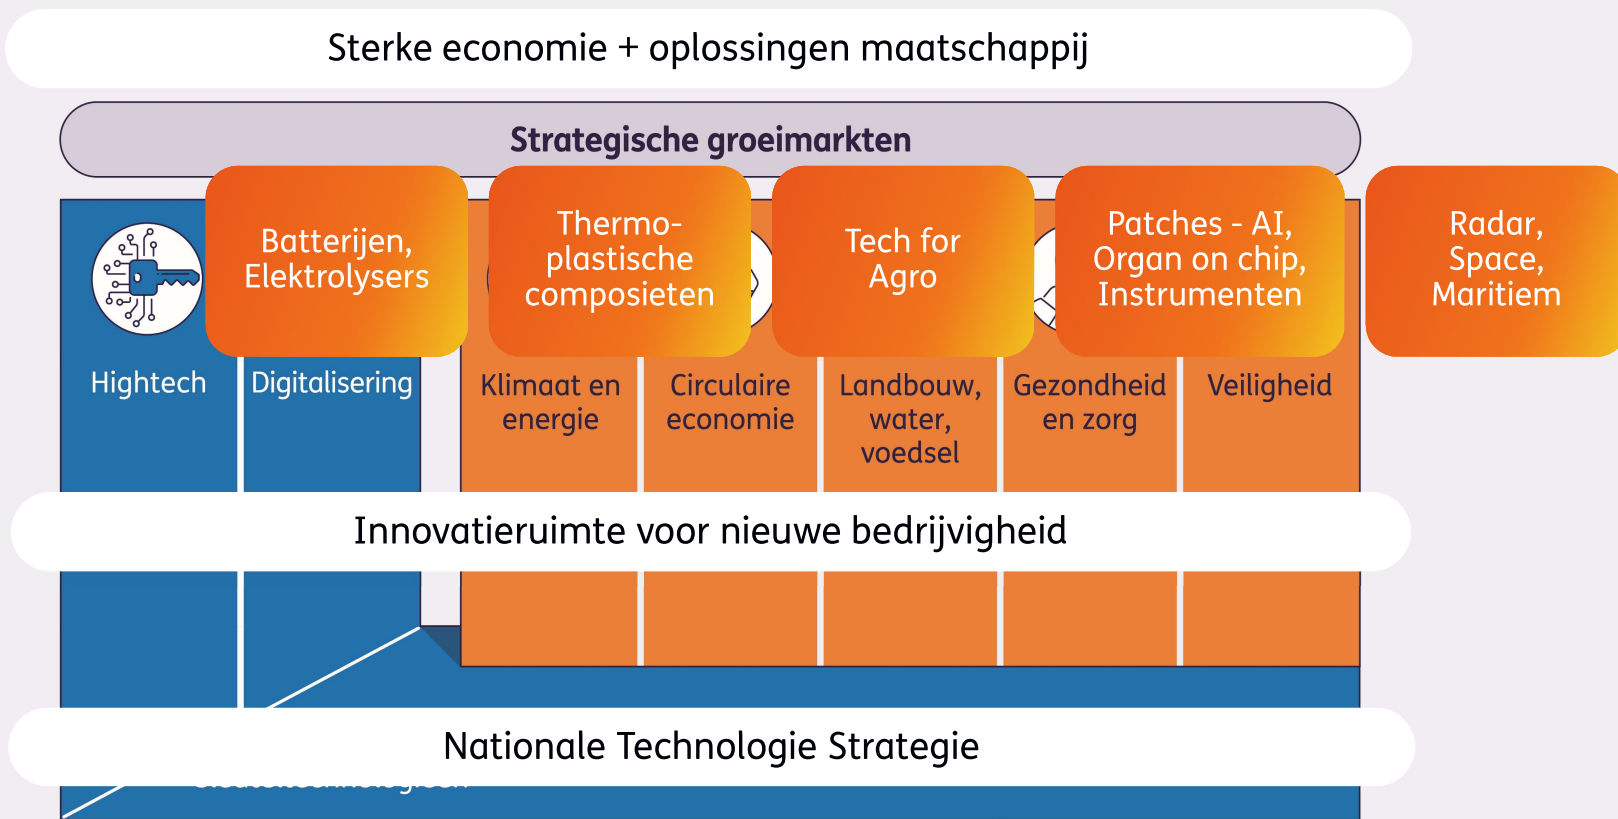 Sterke economie + oplossingen maatschappij
Strategische groeimarkten
Batterijen,
Elektrolysers
Thermo-
plastische
composieten
Tech for
Agro
Patches - AI,
Organ on chip,
Instrumenten
Radar,
Space,
Maritiem
Hightech
Digitalisering
Klimaat en
energie
Circulaire
economie
Landbouw,
water,
voedsel
Gezondheid
en zorg
Veiligheid
Innovatieruimte voor nieuwe bedrijvigheid
Nationale Technologie Strategie